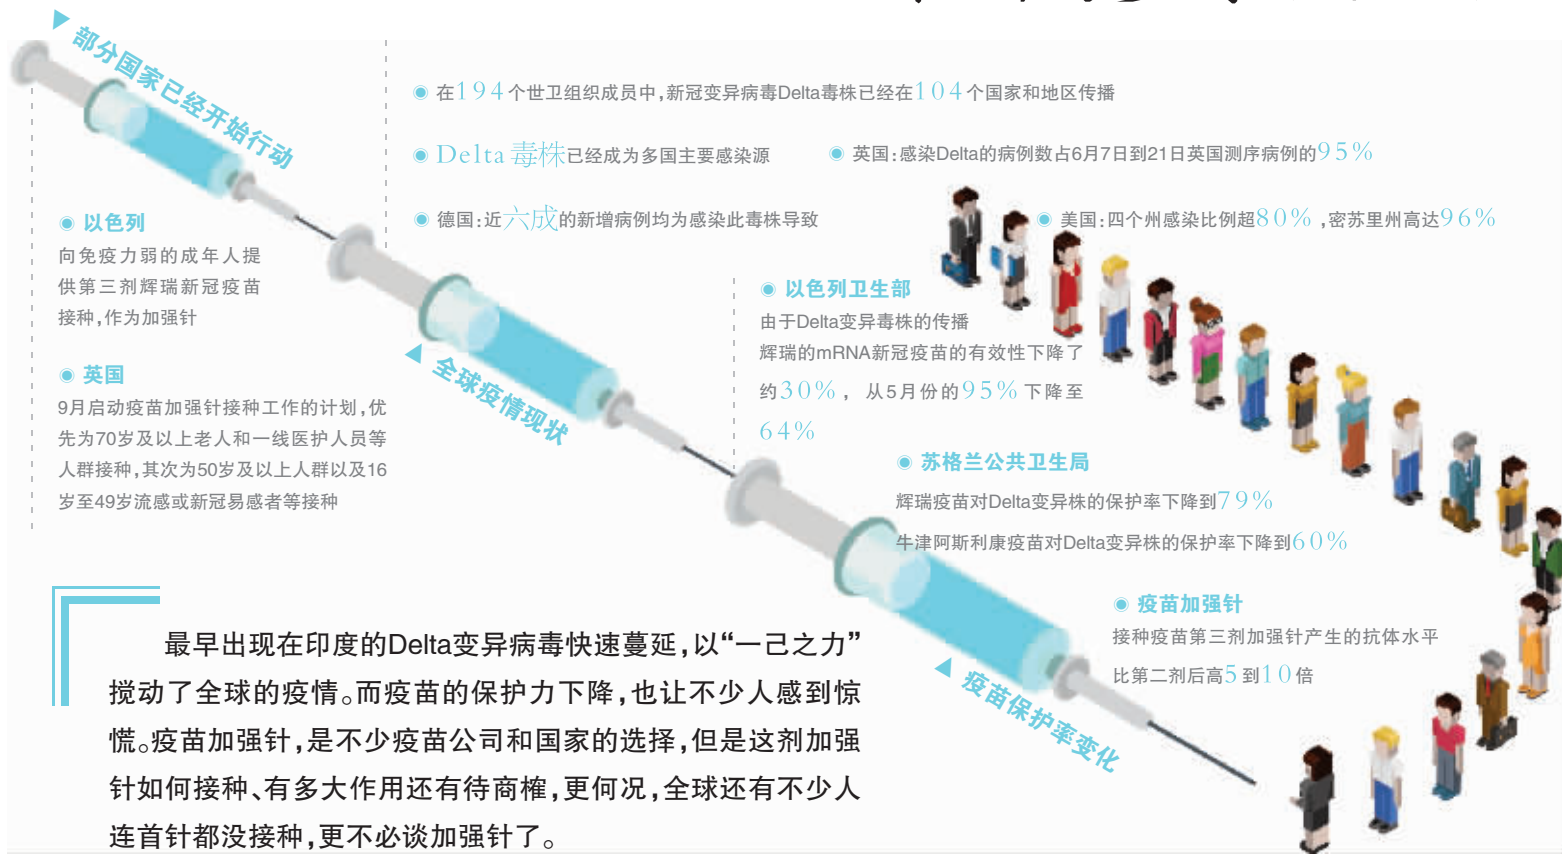 部分国家已经开始行动
以色列
向免疫力弱的成年人提
供第三剂辉瑞新冠疫苗
接种,作为加强针
英国
9月启动疫苗加强针接种工作的计划,优
先为70岁及以上老人和一线医护人员等
人群接种,其次为50岁及以上人群以及16
岁至49岁流感或新冠易感者等接种
全球疫情现状
在194个世卫组织成员中,新冠变异病毒Delta毒株已经在104个国家和地区传播
Delta毒株已经成为多国主要感染源
英国:感染Delta的病例数占6月7日到21日英国测序病例的95%
德国:近六成的新增病例均为感染此毒株导致
美国:四个州感染比例超80%,密苏里州高达96%
疫苗保护率变化
以色列卫生部
由于Delta变异毒株的传播
辉瑞的mRNA新冠疫苗的有效性下降了
约30%，从5月份的95%下降至
64%
苏格兰公共卫生局
辉瑞疫苗对Delta变异株的保护率下降到79%
牛津阿斯利康疫苗对Delta变异株的保护率下降到60%
疫苗加强针
接种疫苗第三剂加强针产生的抗体水平
比第二剂后高5到10倍
最早出现在印度的Delta变异病毒快速蔓延,以“一己之力”
搅动了全球的疫情。而疫苗的保护力下降,也让不少人感到惊
慌。疫苗加强针,是不少疫苗公司和国家的选择,但是这剂加强
针如何接种、有多大作用还有待商榷,更何况,全球还有不少人
连首针都没接种,更不必谈加强针了。